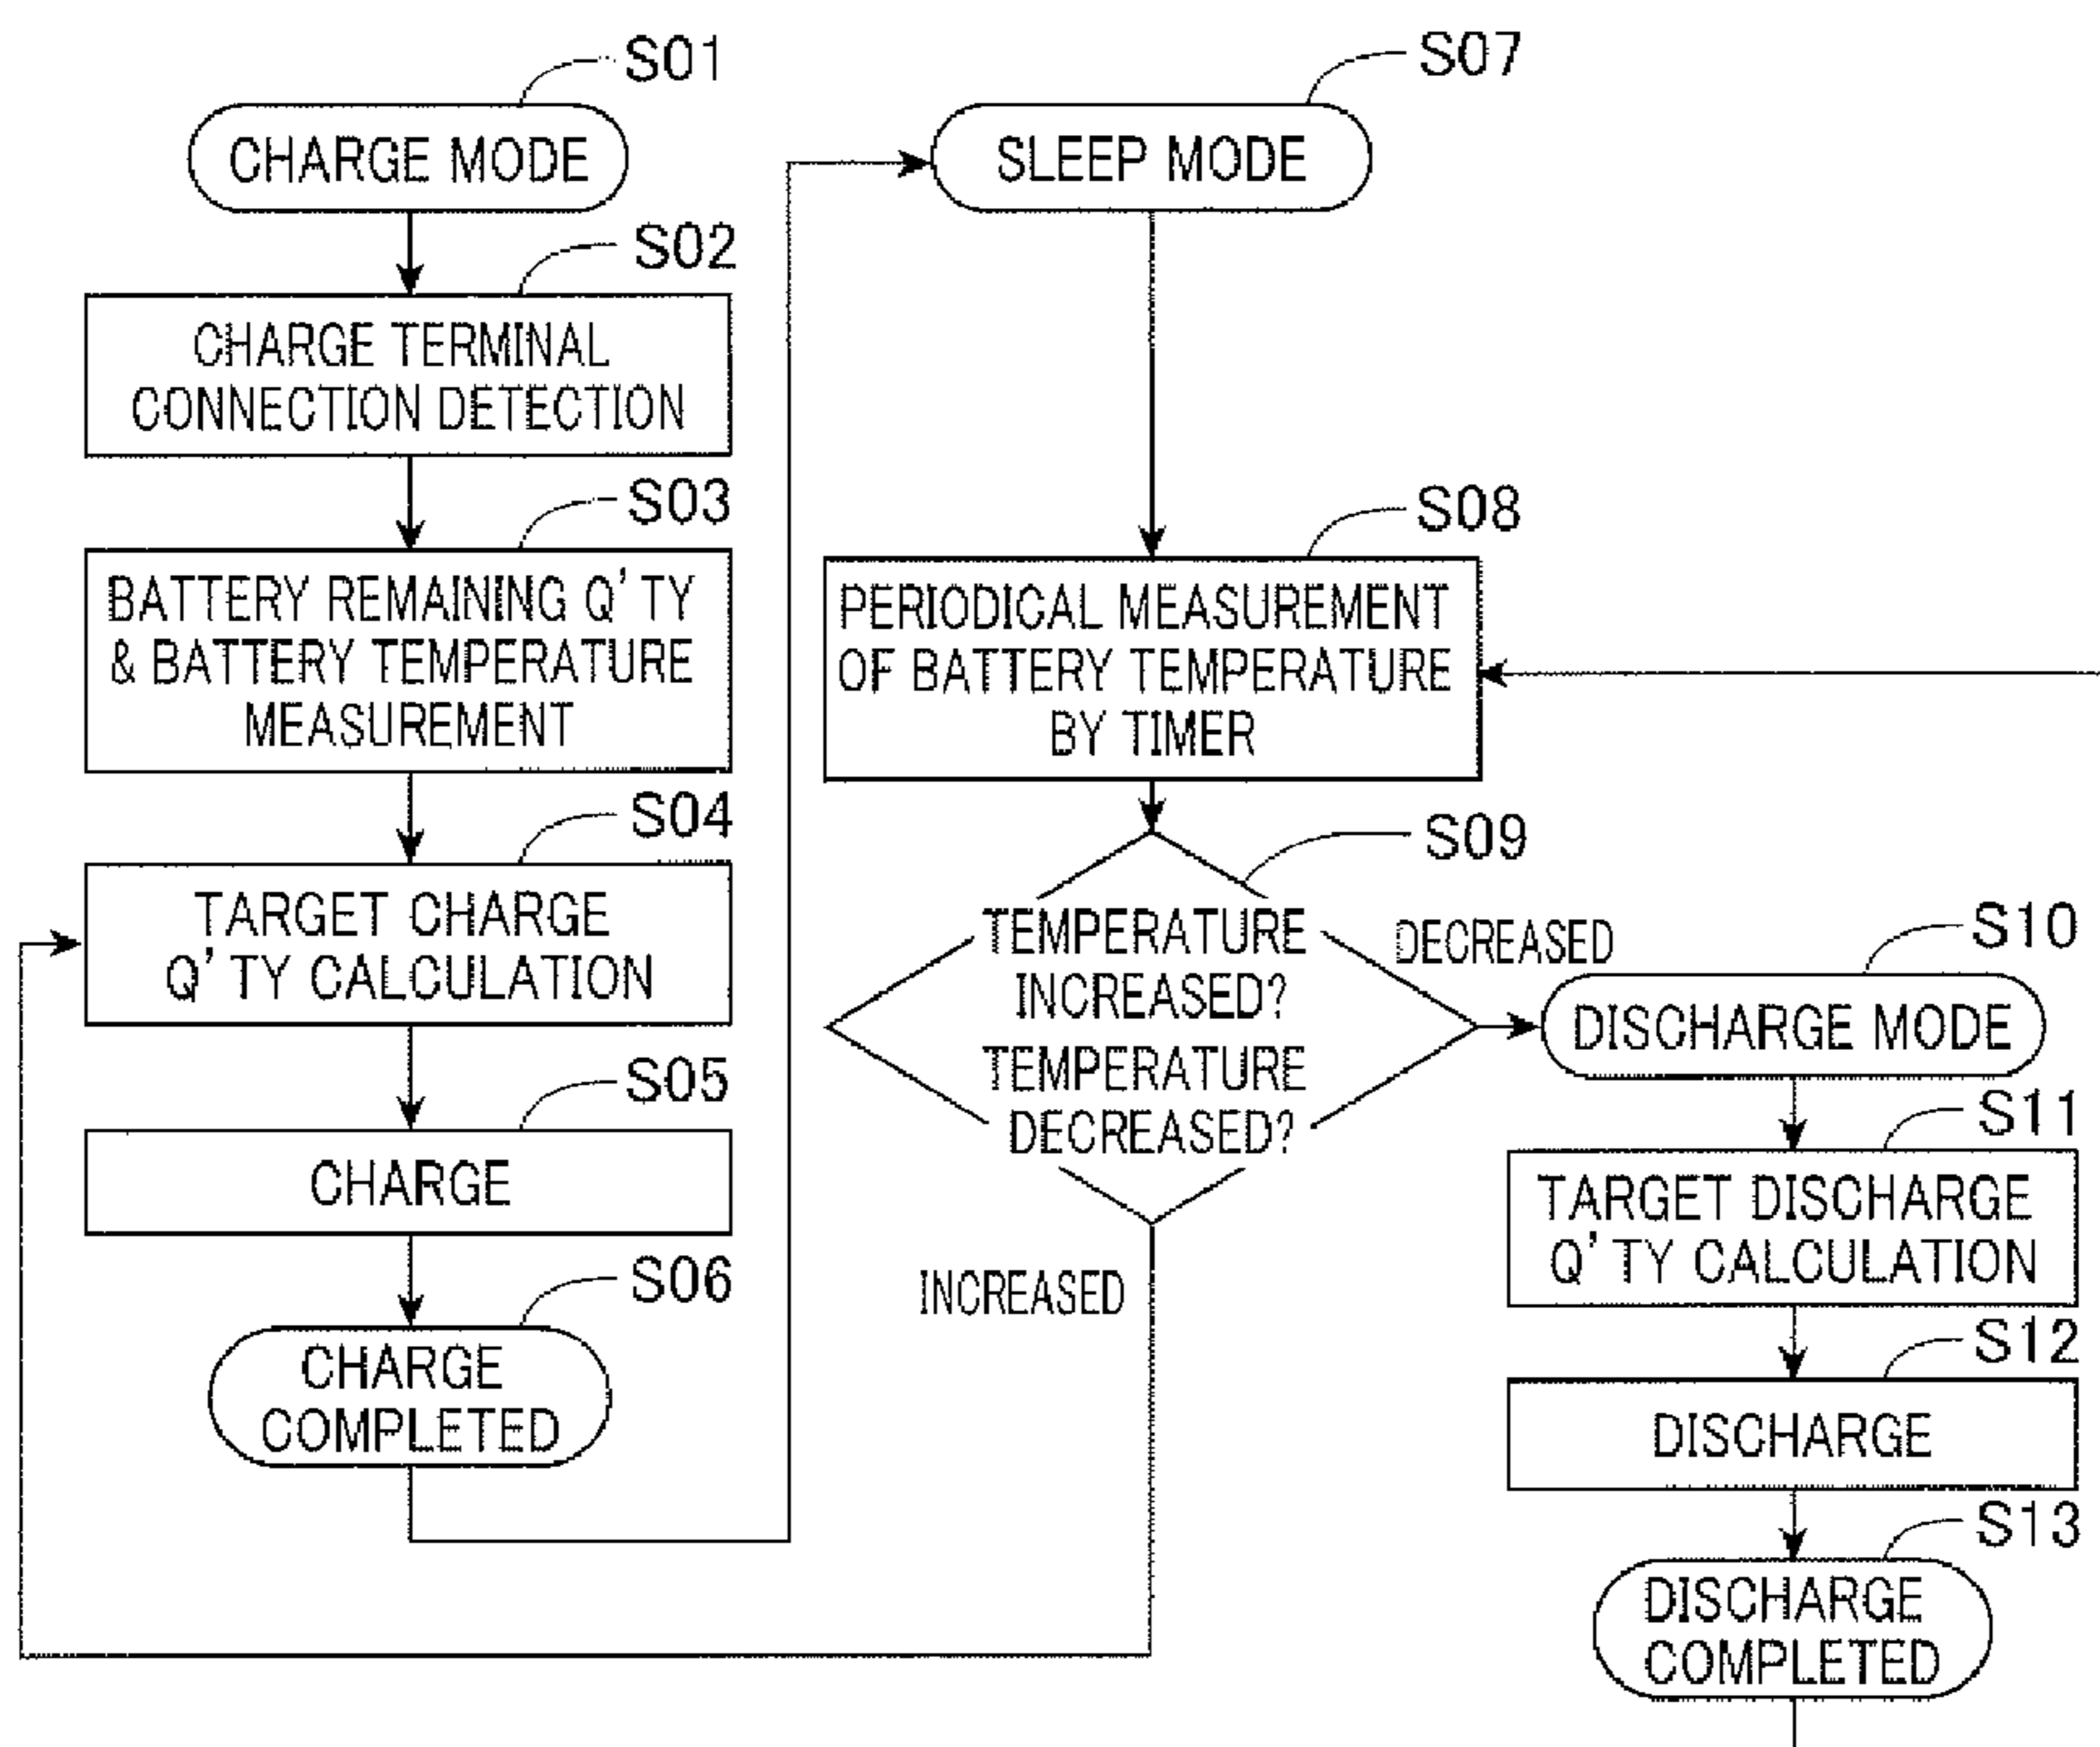 S01
CHARGE MODE
S02
CHARGE TERMINAL
CONNECTION DETECTION
S03
BATTERY REMAINING Q'TY
& BATTERY TEMPERATURE
MEASUREMENT
S04
TARGET CHARGE
Q'TY CALCULATION
S05
CHARGE
S06
CHARGE
COMPLETED
S07
SLEEP MODE
S08
PERIODICAL MEASUREMENT
OF BATTERY TEMPERATURE
BY TIMER
S09
TEMPERATURE
INCREASED?
TEMPERATURE
DECREASED?
DECREASED
INCREASED
S10
DISCHARGE MODE
S11
TARGET DISCHARGE
Q'TY CALCULATION
S12
DISCHARGE
S13
DISCHARGE
COMPLETED